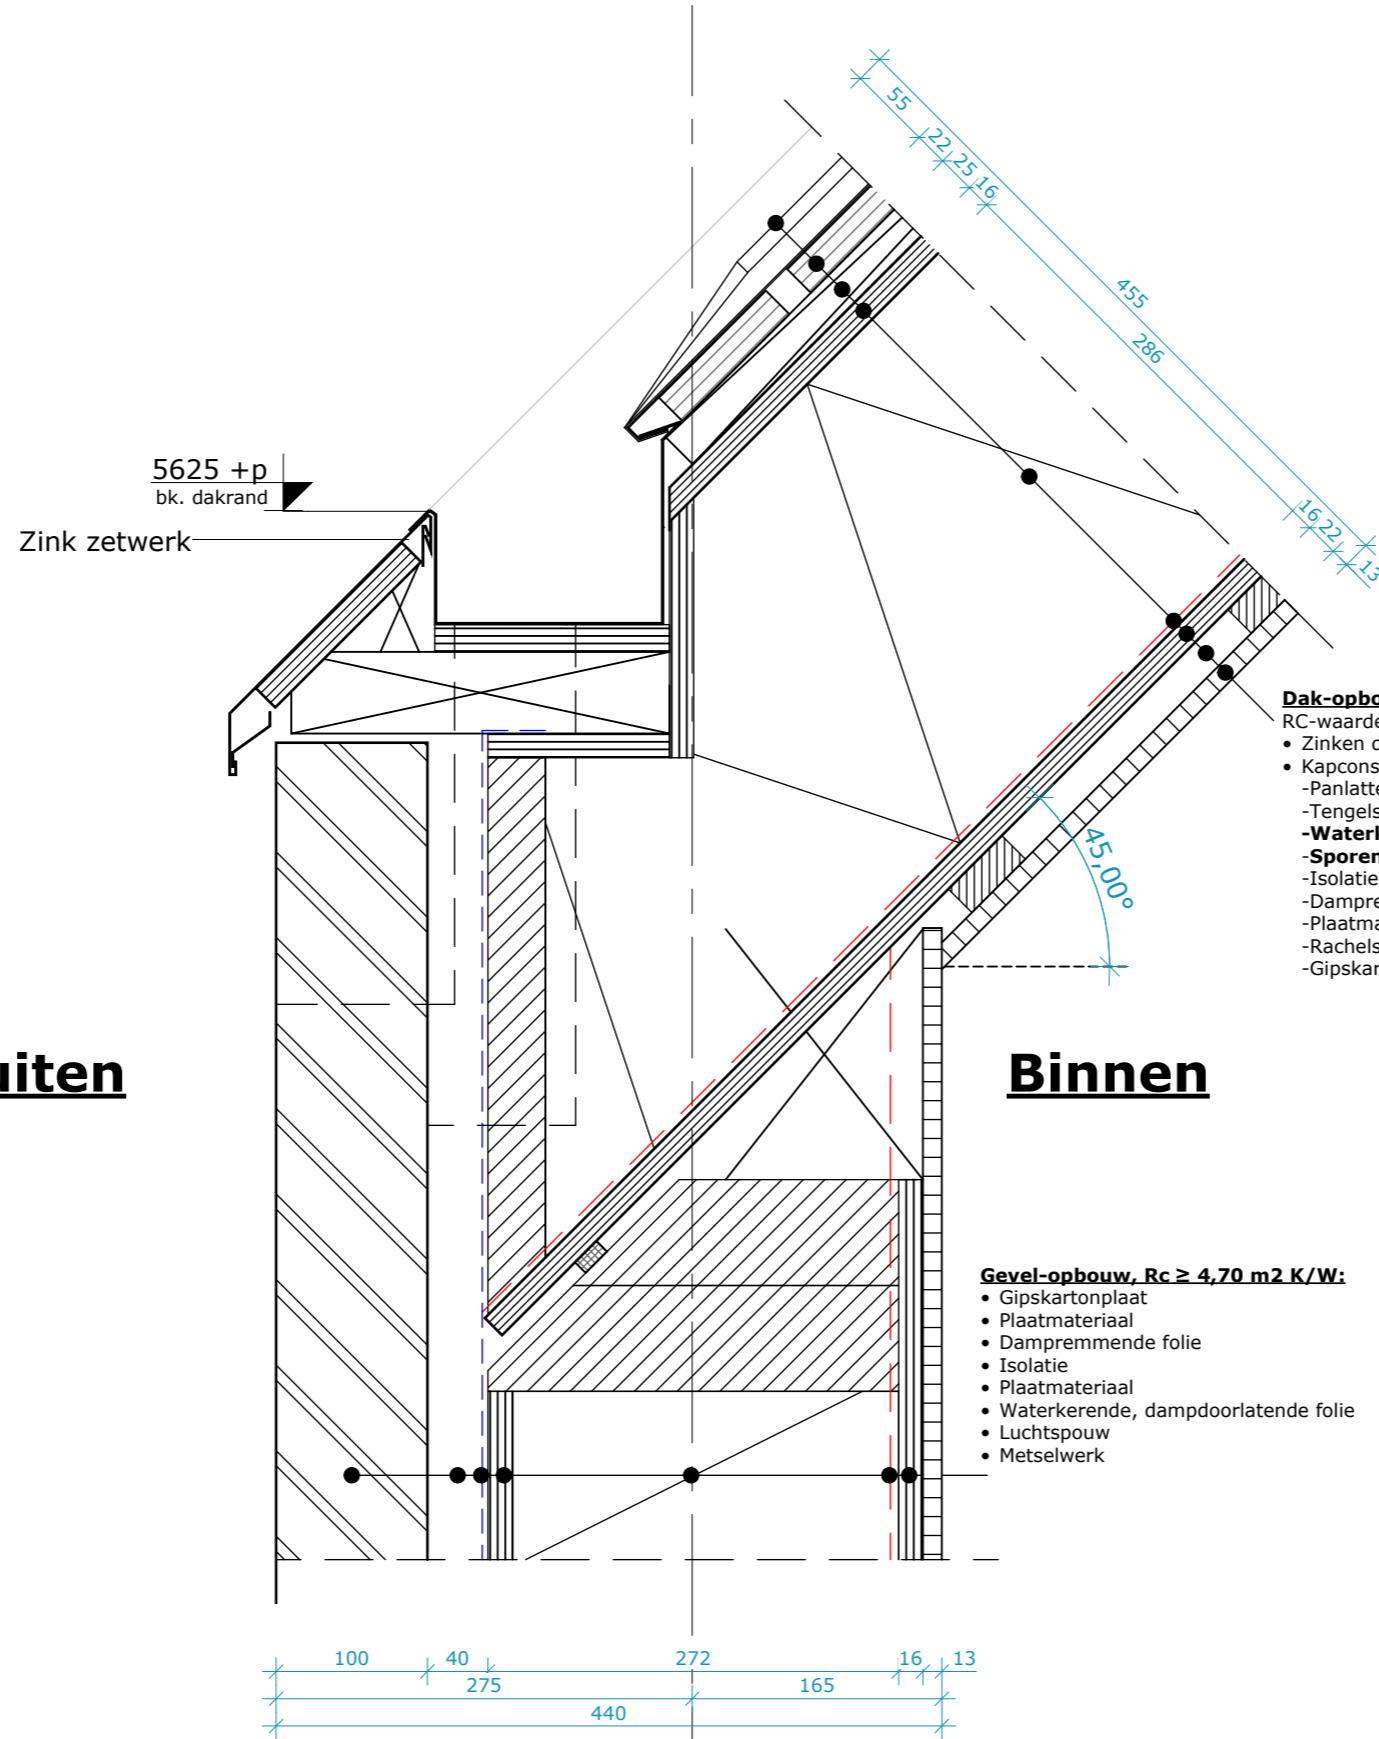 55
22
25
16
455
286
16
22
13
5625 +p
bk. dakrand
Zink zetwerk
Dak-opbo
RC-waarde
• Zinken d
• Kapcons
-Panlatte
-Tengels
-Waterk
-Sporen
-Isolatie
-Dampre
-Plaatma
-Rachels
-Gipskar
45,00°
uiten
Binnen
Gevel-opbouw, Rc ≥ 4,70 m2 K/W:
• Gipskartonplaat
• Plaatmateriaal
• Dampremmende folie
• Isolatie
• Plaatmateriaal
• Waterkerende, dampdoorlatende folie
• Luchtspouw
• Metselwerk
100 40 272 16 13
275 165
440